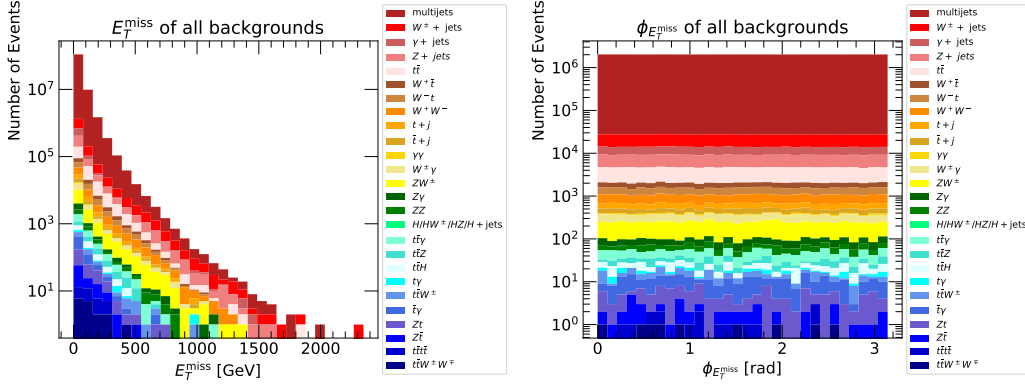 E_T^miss of all backgrounds
Number of Events
10^7
10^5
10^3
10^1
0
500
1000
1500
2000
E_T^miss [GeV]
multijets
W^± + jets
γ + jets
Z + jets
tt̄
W^+t̄
W^-t
W^+W^-
t + j
t̄ + j
γγ
W^±γ
ZW^±
Zγ
ZZ
H/HW^±/HZ/H + jets
tt̄γ
tt̄Z
tt̄H
tγ
tt̄W^±
t̄γ
Zt
Zt̄
tt̄tt̄
tt̄W^±W^∓
ϕ_E_T^miss of all backgrounds
Number of Events
10^6
10^5
10^4
10^3
10^2
10^1
10^0
0
1
2
3
ϕ_E_T^miss [rad]
multijets
W^± + jets
γ + jets
Z + jets
tt̄
W^+t̄
W^-t
W^+W^-
t + j
t̄ + j
γγ
W^±γ
ZW^±
Zγ
ZZ
H/HW^±/HZ/H + jets
tt̄γ
tt̄Z
tt̄H
tγ
tt̄W^±
t̄γ
Zt
Zt̄
tt̄tt̄
tt̄W^±W^∓